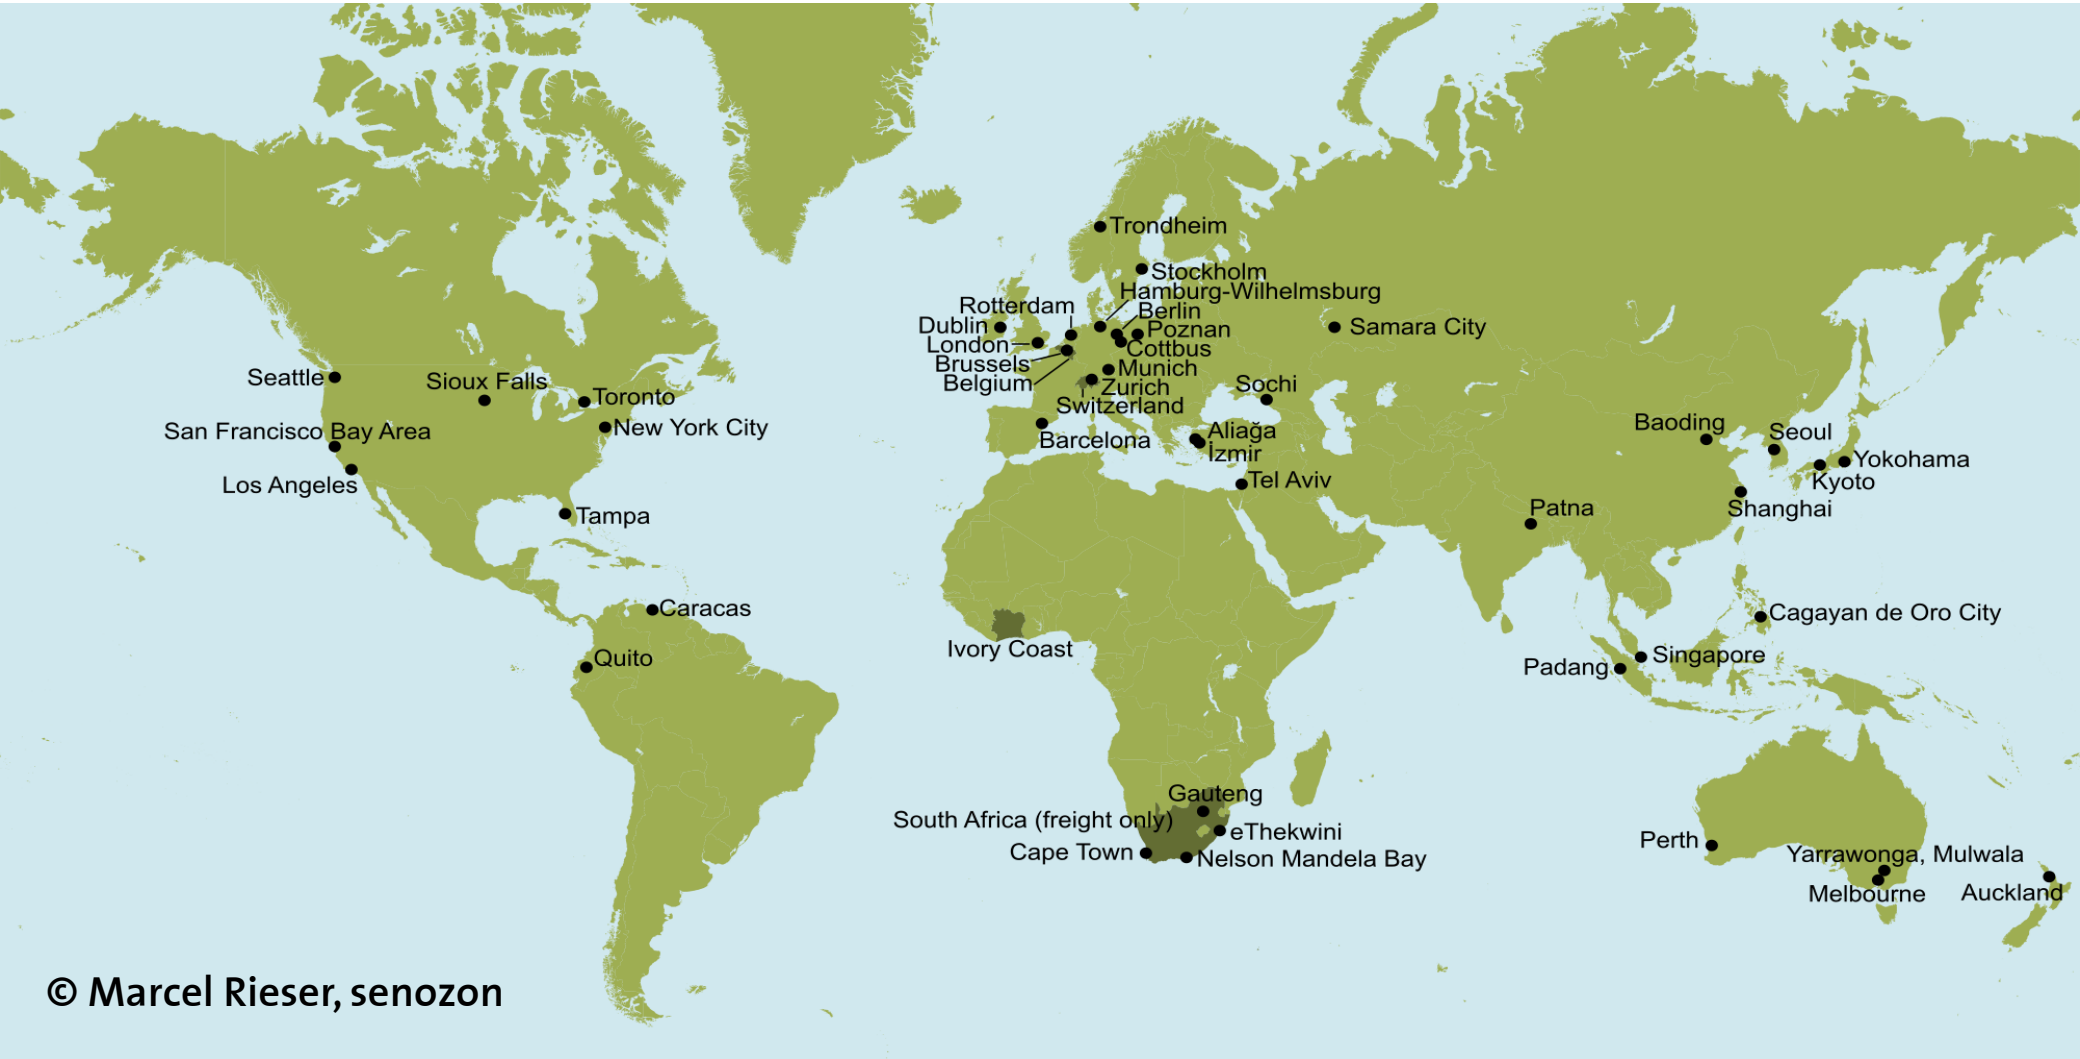 Trondheim
Stockholm
Hamburg-Wilhelmsburg
Rotterdam
Berlin
Dublin
Poznan
Samara City
London
Cottbus
Brussels
Munich
Belgium
Zurich
Sochi
Switzerland
Seattle
Sioux Falls
Toronto
San Francisco Bay Area
New York City
Barcelona
Aliağa
İzmir
Baoding
Seoul
Yokohama
Kyoto
Los Angeles
Tel Aviv
Patna
Shanghai
Tampa
Caracas
Cagayan de Oro City
Ivory Coast
Quito
Singapore
Padang
Gauteng
South Africa (freight only)
eThekwini
Cape Town
Nelson Mandela Bay
Perth
Yarrawonga, Mulwala
Melbourne
Auckland
© Marcel Rieser, senozon